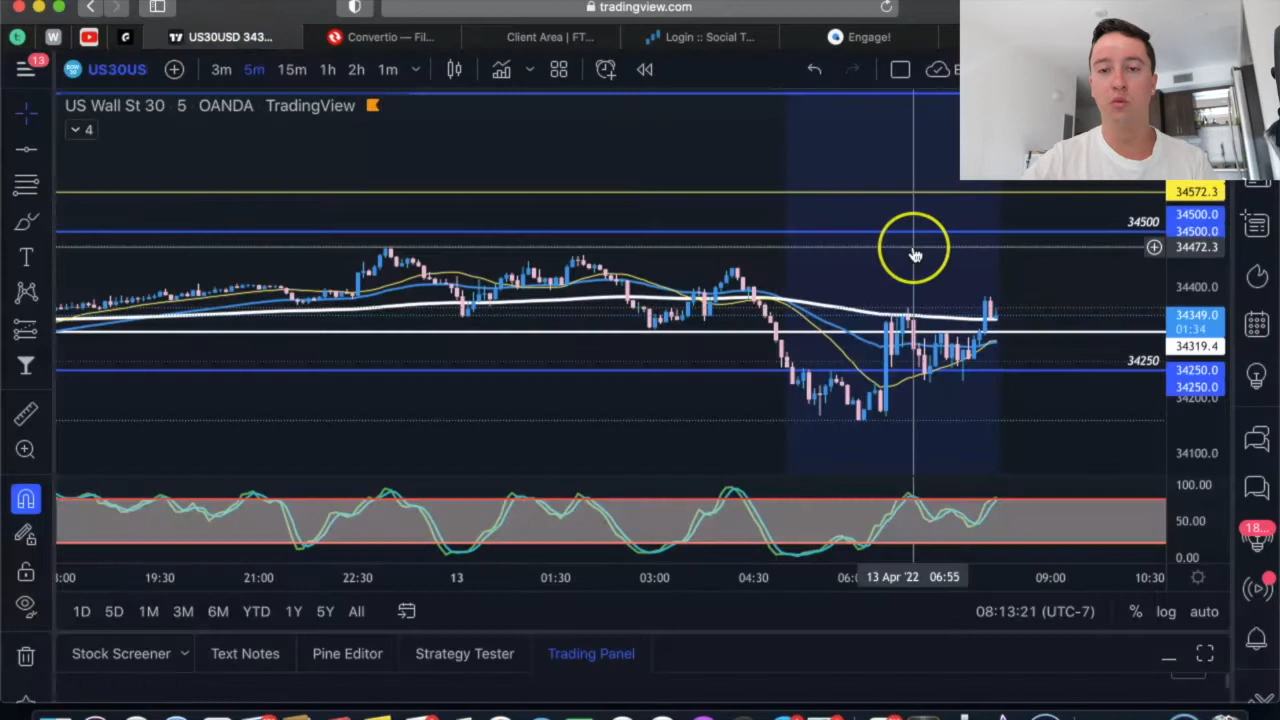 tradingview.com
US30USD 343...
Convertio — Fil...
Client Area | FT...
Login :: Social T...
Engage!
13
US30US
3m 5m 15m 1h 2h 1m
US Wall St 30 5 OANDA TradingView
4
34572.3
34500
34500.0
34500.0
34472.3
34400.0
34349.0
01:34
34319.4
34250
34250.0
34250.0
34200.0
34100.0
100.00
50.00
0.00
19:30 21:00 22:30 13 01:30 03:00 04:30 13 Apr '22 06:55 09:00 10:30
1D 5D 1M 3M 6M YTD 1Y 5Y All 08:13:21 (UTC-7) % log auto
Stock Screener Text Notes Pine Editor Strategy Tester Trading Panel
18...